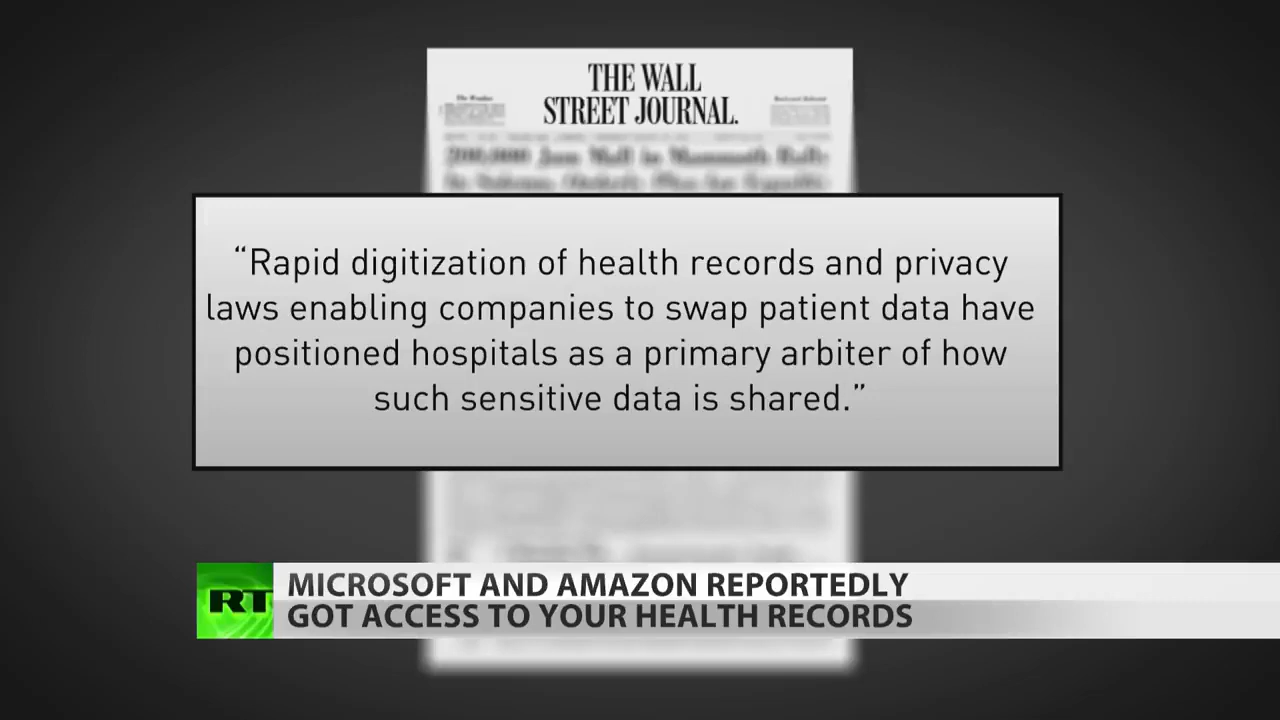 THE WALL
STREET JOURNAL.
“Rapid digitization of health records and privacy
laws enabling companies to swap patient data have
positioned hospitals as a primary arbiter of how
such sensitive data is shared.”
RT
MICROSOFT AND AMAZON REPORTEDLY
GOT ACCESS TO YOUR HEALTH RECORDS